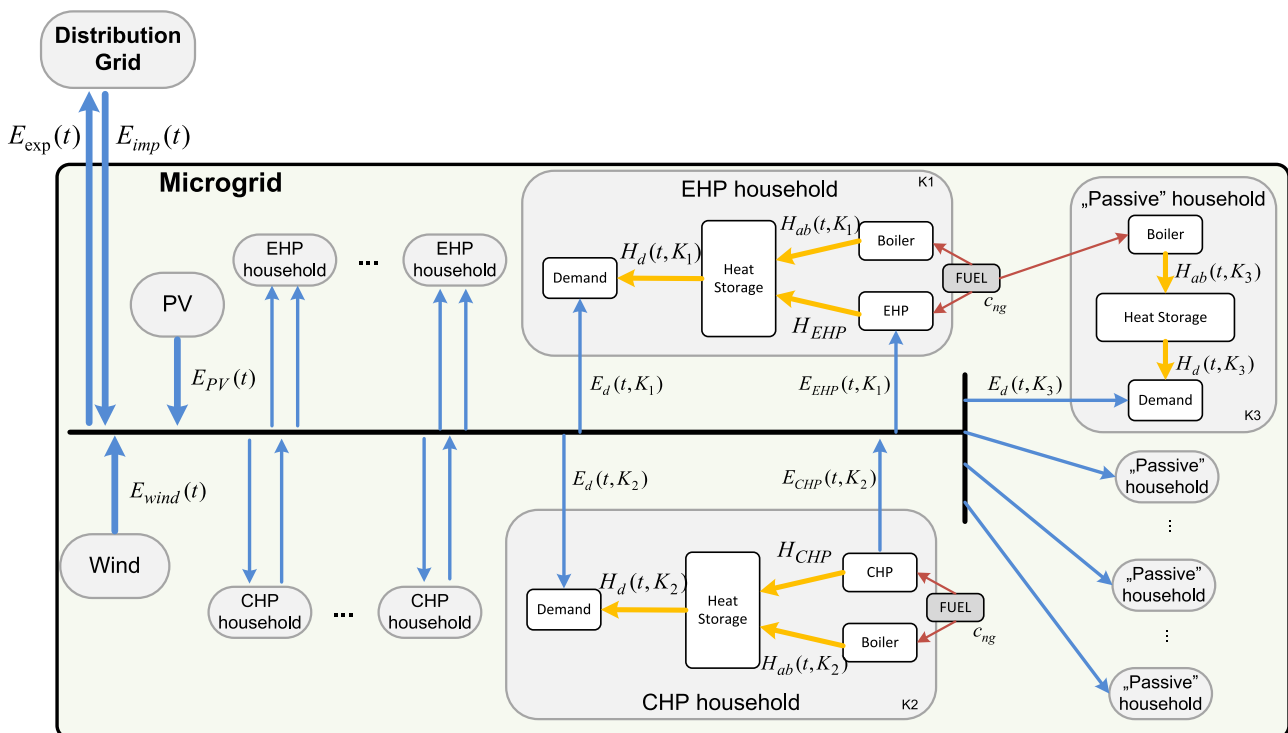 Distribution
Grid
E_exp(t)
E_imp(t)
Microgrid
EHP
household
...
EHP
household
PV
E_PV(t)
E_wind(t)
Wind
CHP
household
...
CHP
household
EHP household
K1
Demand
H_d(t,K_1)
Heat
Storage
H_ab(t,K_1)
Boiler
H_EHP
EHP
FUEL
c_ng
E_d(t,K_1)
E_EHP(t,K_1)
„Passive” household
Boiler
H_ab(t,K_3)
Heat Storage
H_d(t,K_3)
Demand
K3
E_d(t,K_3)
E_d(t,K_2)
E_CHP(t,K_2)
Demand
H_d(t,K_2)
Heat
Storage
H_CHP
CHP
H_ab(t,K_2)
Boiler
FUEL
c_ng
CHP household
K2
„Passive”
household
...
„Passive”
household
...
„Passive”
household